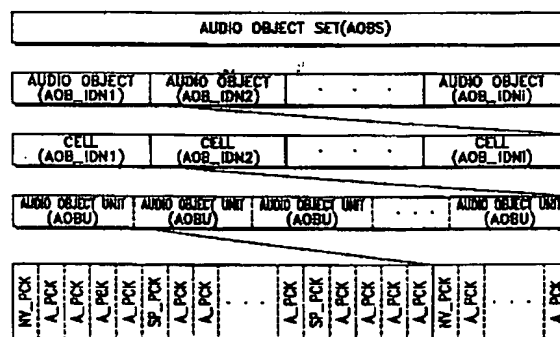 AUDIO OBJECT SET(AOBS)
AUDIO OBJECT (AOB_IDN1) AUDIO OBJECT (AOB_IDN2) . . . AUDIO OBJECT (AOB_IDNi)
CELL (AOB_IDN1) CELL (AOB_IDN2) . . . CELL (AOB_IDNi)
AUDIO OBJECT UNIT (AOBU) AUDIO OBJECT UNIT (AOBU) AUDIO OBJECT UNIT (AOBU) . . . AUDIO OBJECT UNIT (AOBU)
NV_PCK A_PCK A_PCK A_PCK A_PCK SP_PCK A_PCK A_PCK . . . A_PCK SP_PCK A_PCK A_PCK A_PCK A_PCK NV_PCK A_PCK . . . A_PCK